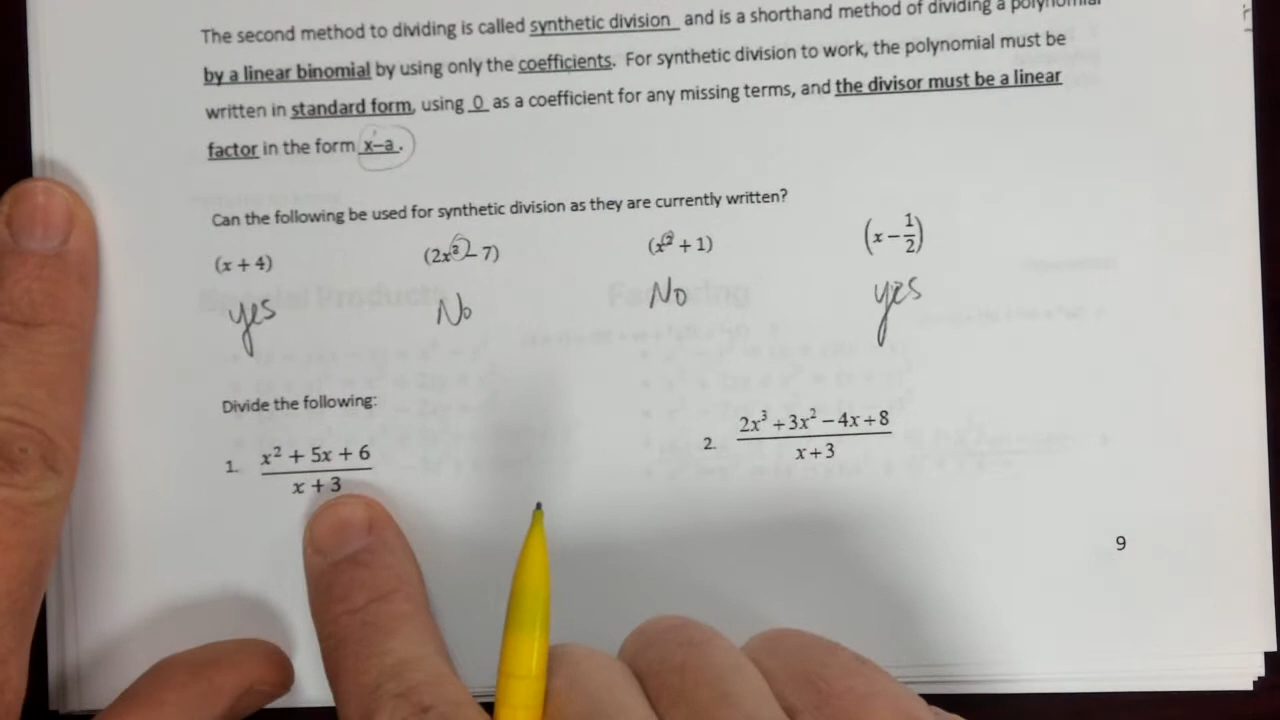 The second method to dividing is called synthetic division and is a shorthand method of dividing a polynomial
by a linear binomial by using only the coefficients. For synthetic division to work, the polynomial must be
written in standard form, using 0 as a coefficient for any missing terms, and the divisor must be a linear
factor in the form x–a.
Can the following be used for synthetic division as they are currently written?
(x + 4) (2x² – 7) (x² + 1) (x – 1/2)
yes No No yes
Divide the following:
1. (x² + 5x + 6)/(x + 3) 2. (2x³ + 3x² – 4x + 8)/(x + 3)
9